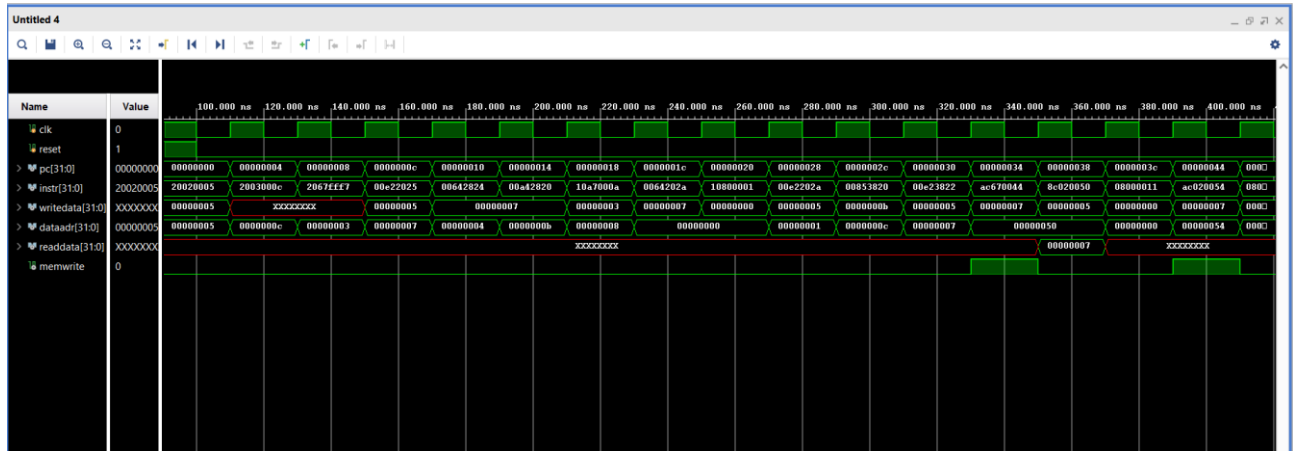 Untitled 4
Name Value
100.000 ns 120.000 ns 140.000 ns 160.000 ns 180.000 ns 200.000 ns 220.000 ns 240.000 ns 260.000 ns 280.000 ns 300.000 ns 320.000 ns 340.000 ns 360.000 ns 380.000 ns 400.000 ns
clk 0
reset 1
pc[31:0] 00000000 00000000 00000004 00000008 0000000c 00000010 00000014 00000018 0000001c 00000020 00000028 0000002c 00000030 00000034 00000038 0000003c 00000044 000
instr[31:0] 20020005 20020005 2003000c 2067fff7 00e22025 00642824 00a42820 10a7000a 0064202a 10800001 00e2202a 00853820 00e23822 ac670044 8c020050 08000011 ac020054 080
writedata[31:0] XXXXXXXX 00000005 XXXXXXXX 00000005 00000007 00000003 00000007 00000000 00000005 0000000b 00000005 00000007 00000005 00000000 00000007 000
dataadr[31:0] 00000005 00000005 0000000c 00000003 00000007 00000004 0000000b 00000008 00000000 00000001 0000000c 00000007 00000050 00000000 00000054 000
readdata[31:0] XXXXXXXX XXXXXXXX 00000007 XXXXXXXX
memwrite 0